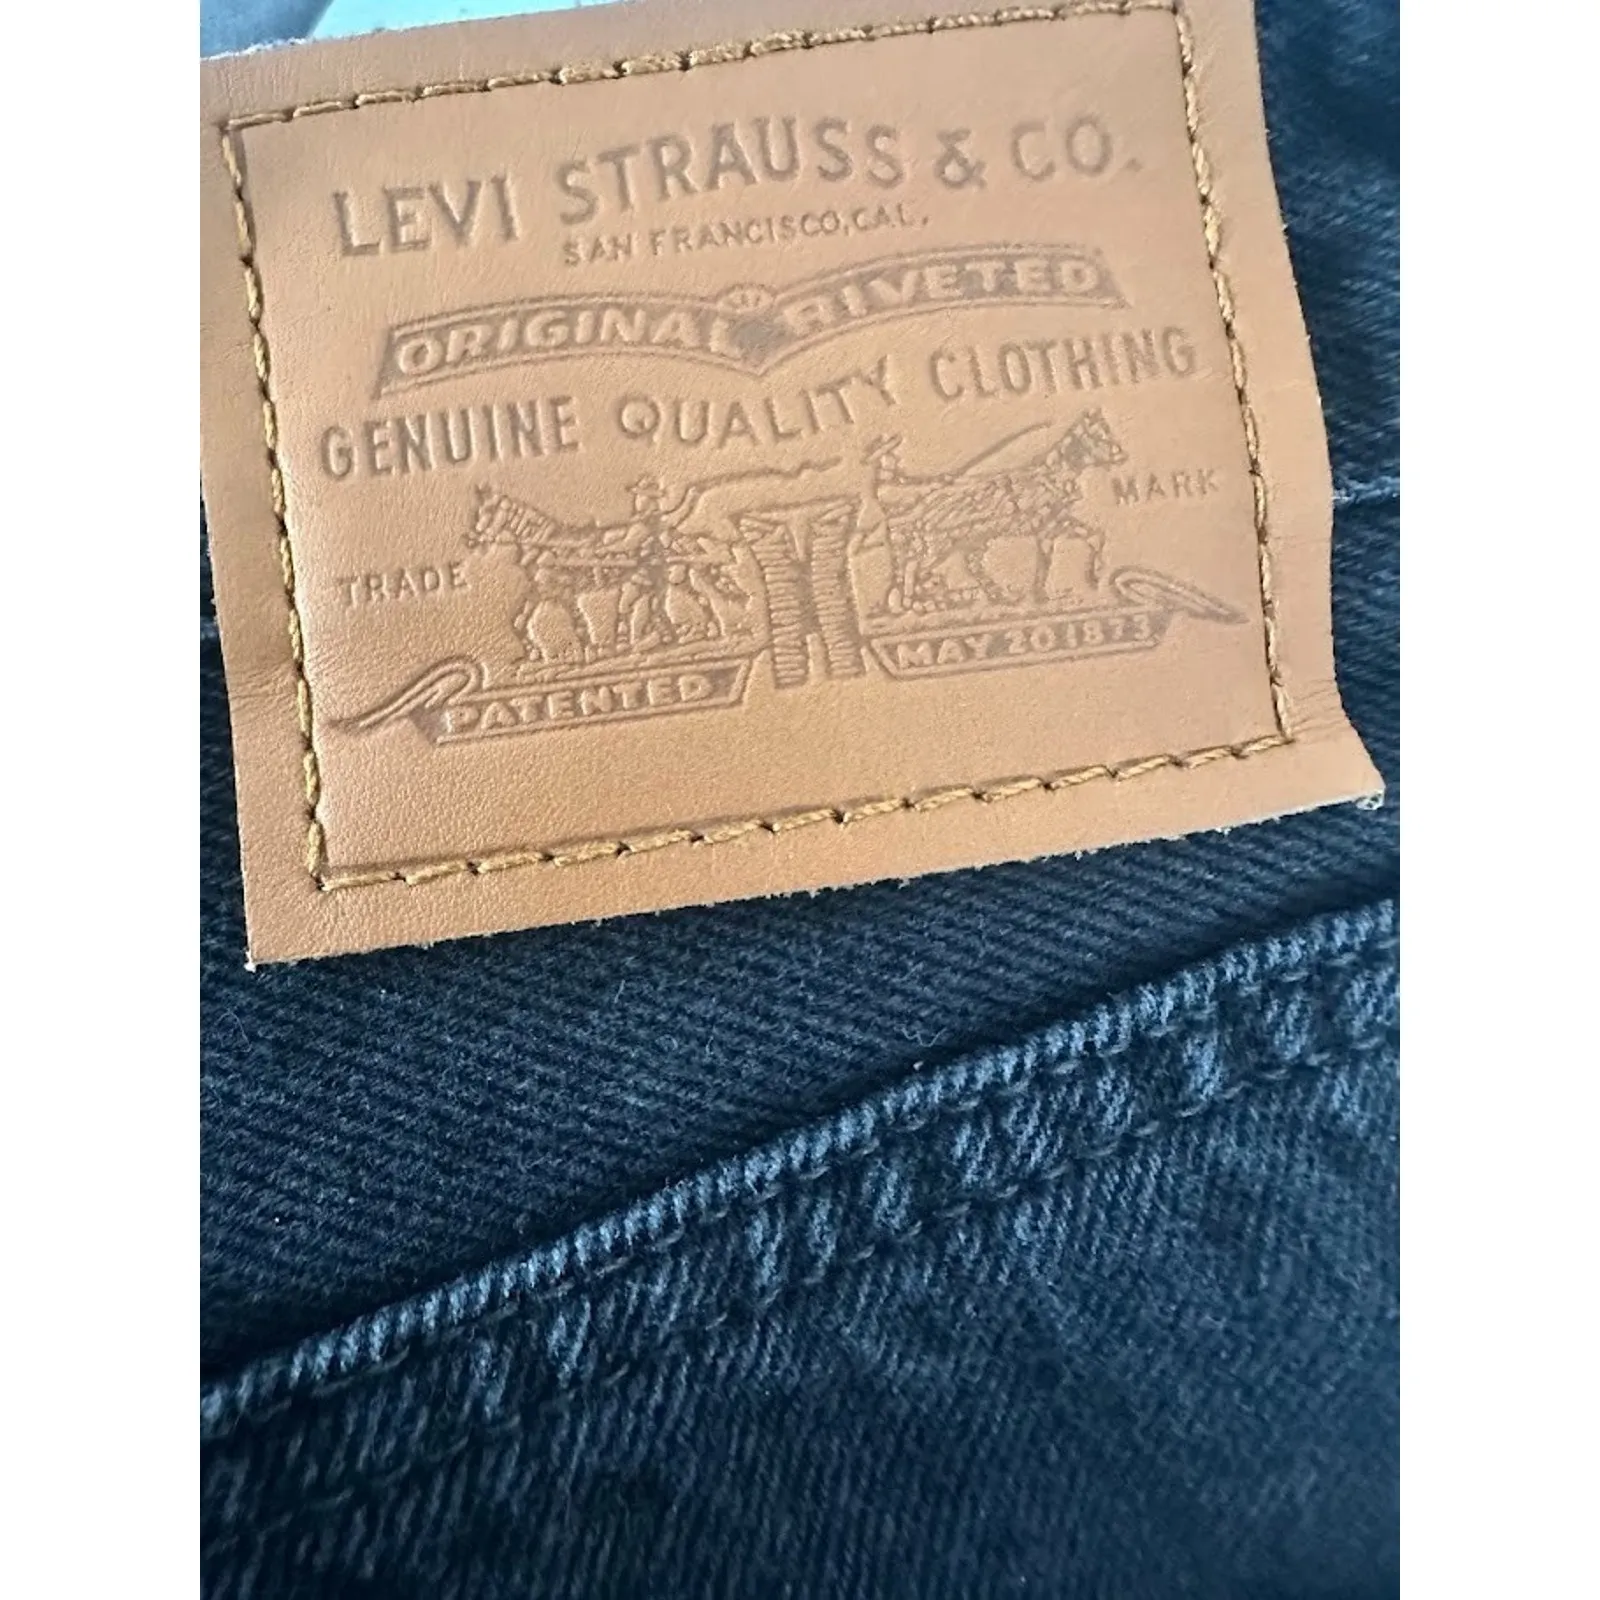 LEVI STRAUSS & CO.
SAN FRANCISCO, CAL.
ORIGINAL RIVETED
GENUINE QUALITY CLOTHING
TRADE MARK
PATENTED MAY 20 1873